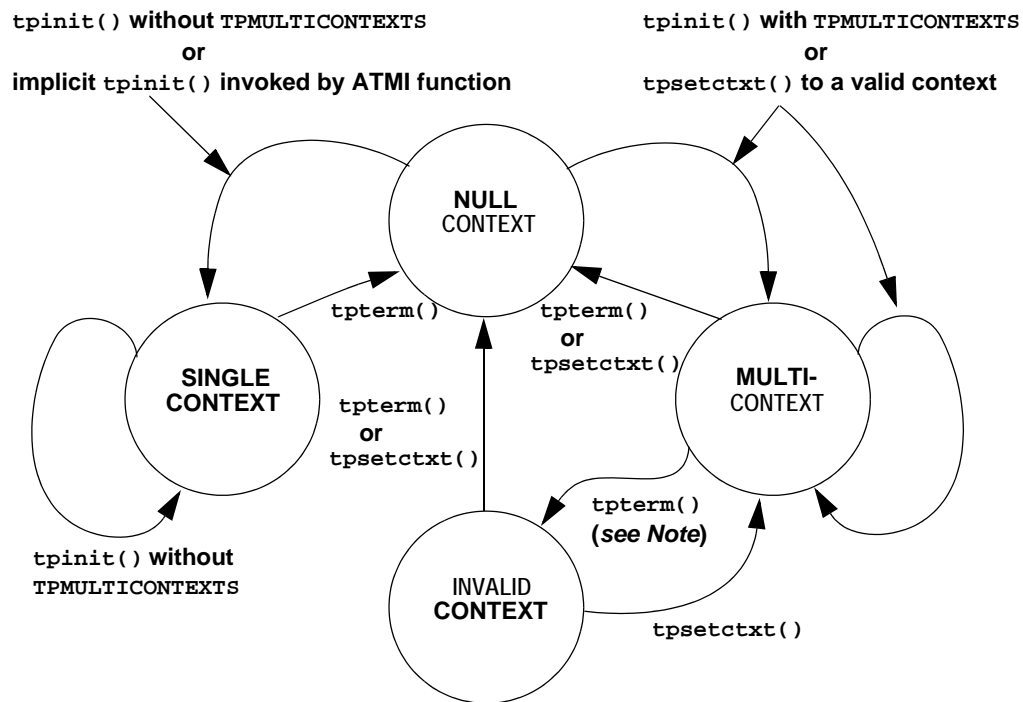 tpinit() without TPMULTICONTEXTS
or
implicit tpinit() invoked by ATMI function
tpinit() with TPMULTICONTEXTS
or
tpsetctxt() to a valid context
NULL
CONTEXT
tpterm()
tpterm()
or
tpsetctxt()
SINGLE
CONTEXT
MULTI-
CONTEXT
tpterm()
or
tpsetctxt()
tpterm()
(see Note)
tpinit() without
TPMULTICONTEXTS
INVALID
CONTEXT
tpsetctxt()